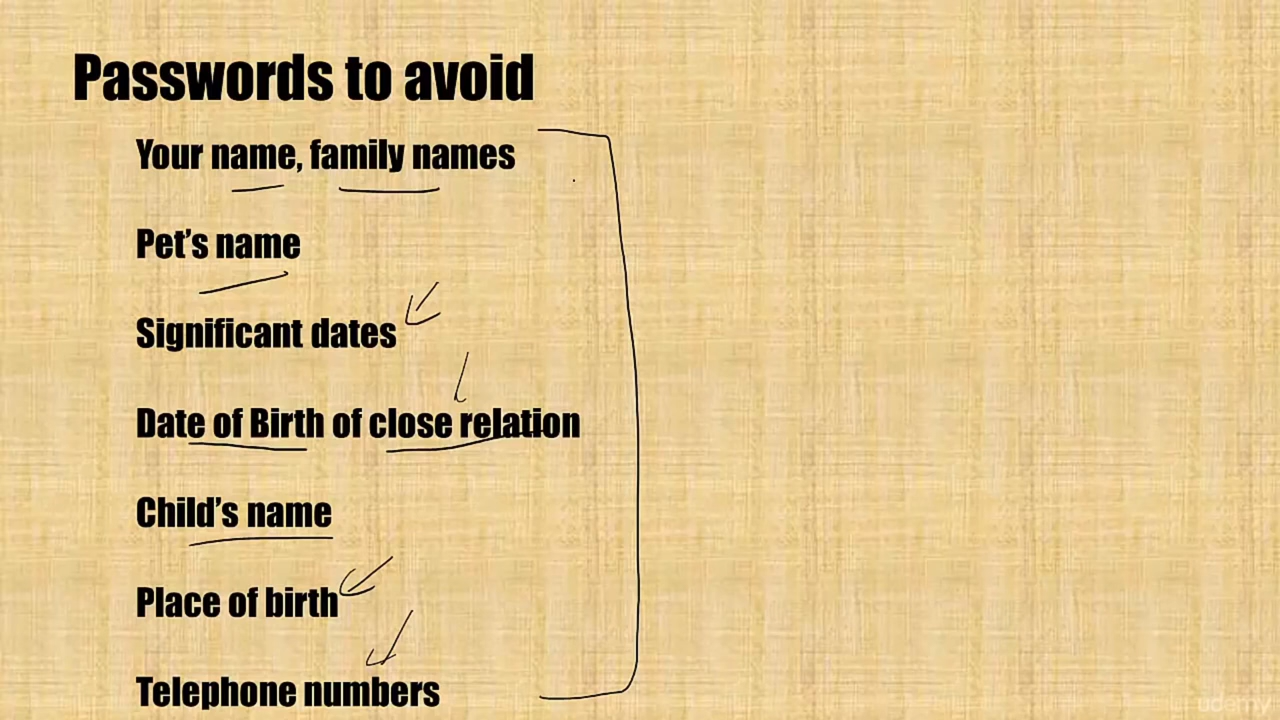 Passwords to avoid
Your name, family names
Pet's name
Significant dates
Date of Birth of close relation
Child's name
Place of birth
Telephone numbers
udemy